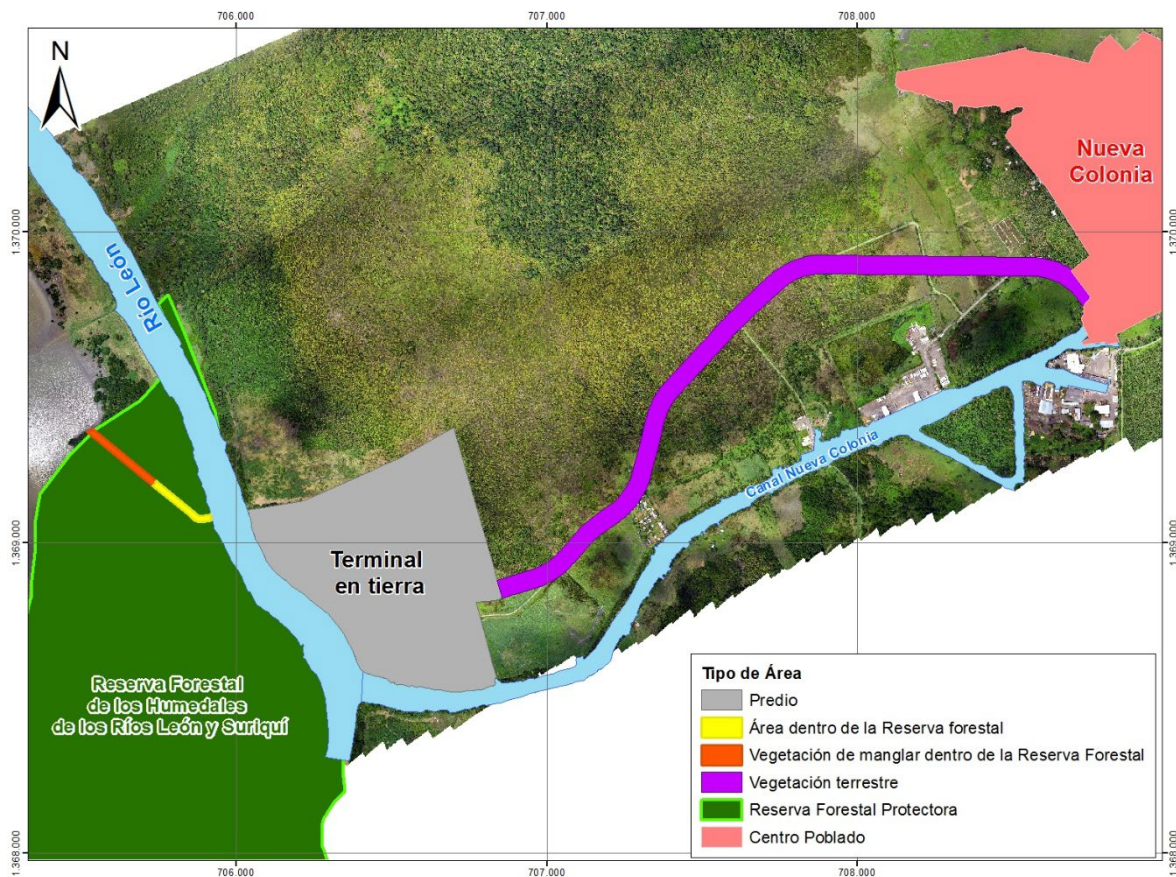 706.000
707.000
708.000
N
Nueva
Colonia
1.370.000
1.370.000
Río León
Canal Nueva Colonia
1.369.000
1.369.000
Terminal
en tierra
Reserva Forestal
de los Humedales
de los Ríos León y Suriquí
Tipo de Área
Predio
Área dentro de la Reserva forestal
Vegetación de manglar dentro de la Reserva Forestal
Vegetación terrestre
Reserva Forestal Protectora
Centro Poblado
1.368.000
1.368.000
706.000
707.000
708.000